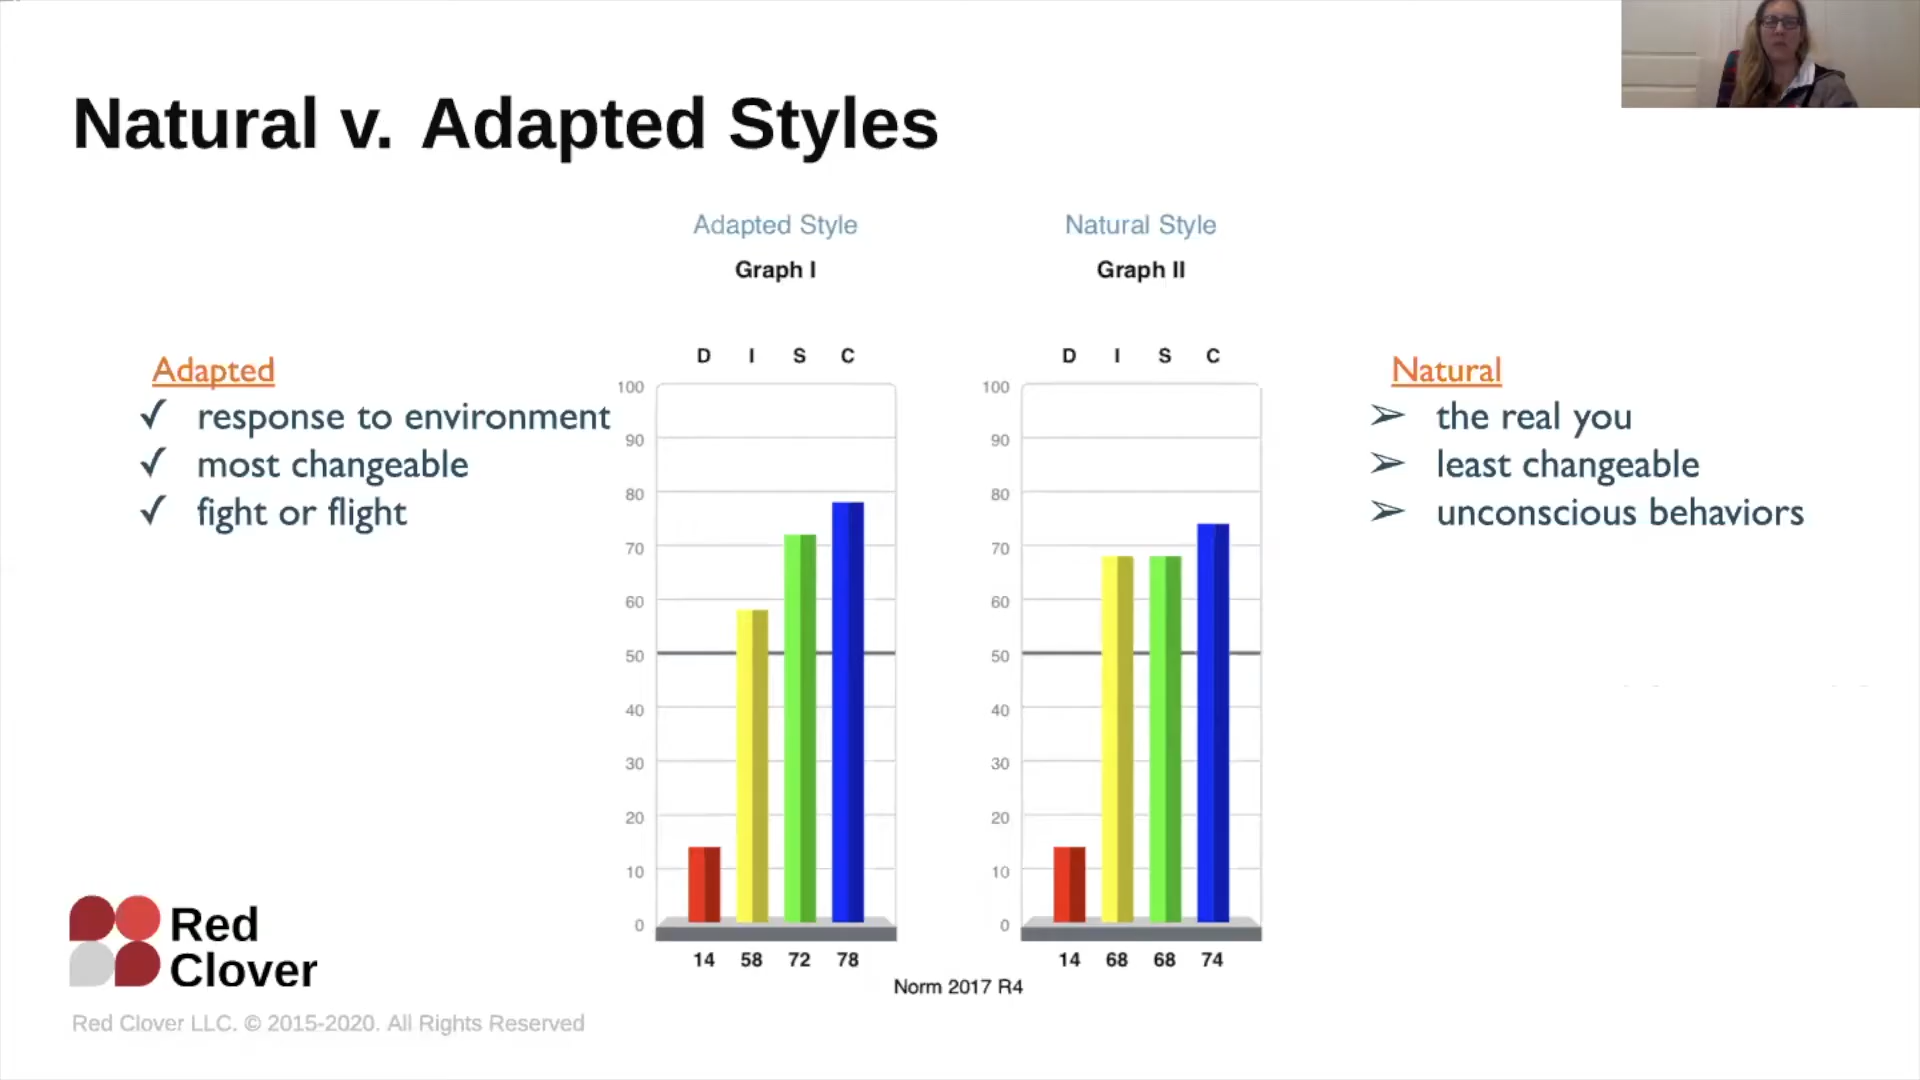 Natural v. Adapted Styles
Adapted Style
Graph I
Natural Style
Graph II
Adapted
✓ response to environment
✓ most changeable
✓ fight or flight
D I S C
100
90
80
70
60
50
40
30
20
10
0
14 58 72 78
D I S C
100
90
80
70
60
50
40
30
20
10
0
14 68 68 74
Norm 2017 R4
Natural
➢ the real you
➢ least changeable
➢ unconscious behaviors
Red
Clover
Red Clover LLC. © 2015-2020. All Rights Reserved